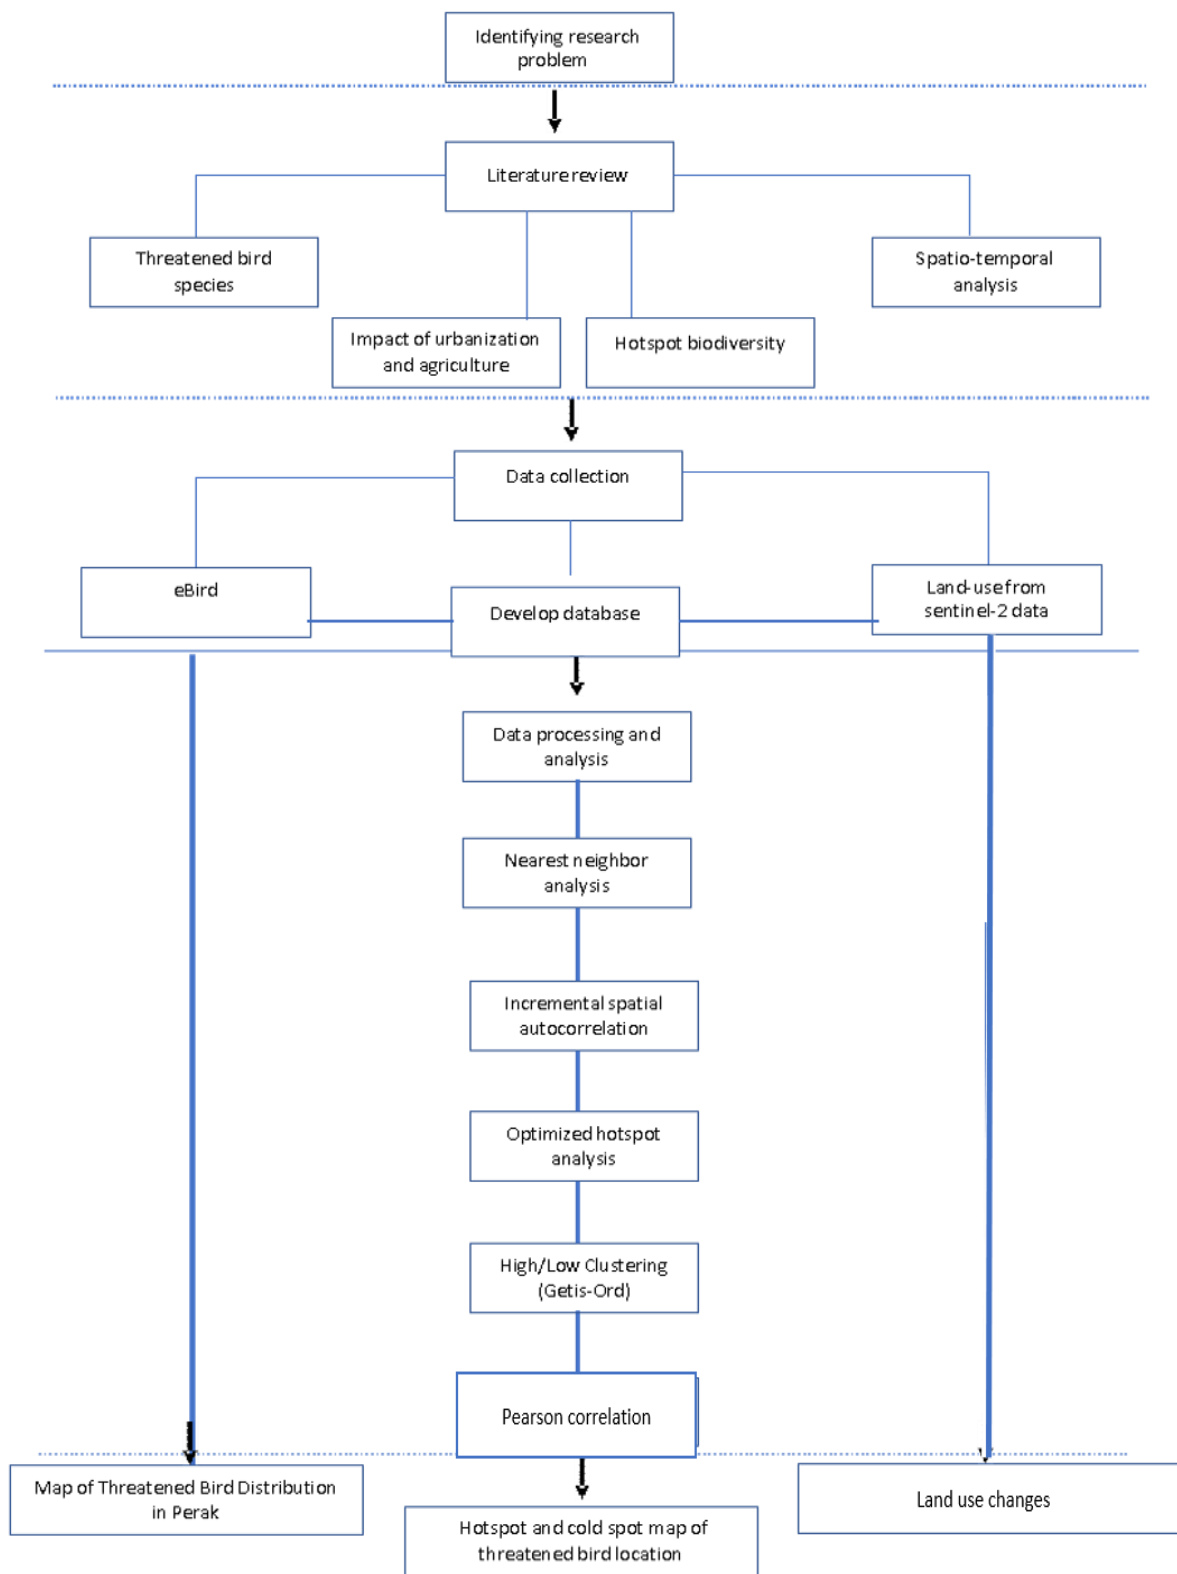 Identifying research
problem
Literature review
Threatened bird
species
Spatio-temporal
analysis
Impact of urbanization
and agriculture
Hotspot biodiversity
Data collection
eBird
Develop database
Land-use from
sentinel-2 data
Data processing and
analysis
Nearest neighbor
analysis
Incremental spatial
autocorrelation
Optimized hotspot
analysis
High/Low Clustering
(Getis-Ord)
Pearson correlation
Map of Threatened Bird Distribution
in Perak
Hotspot and cold spot map of
threatened bird location
Land use changes